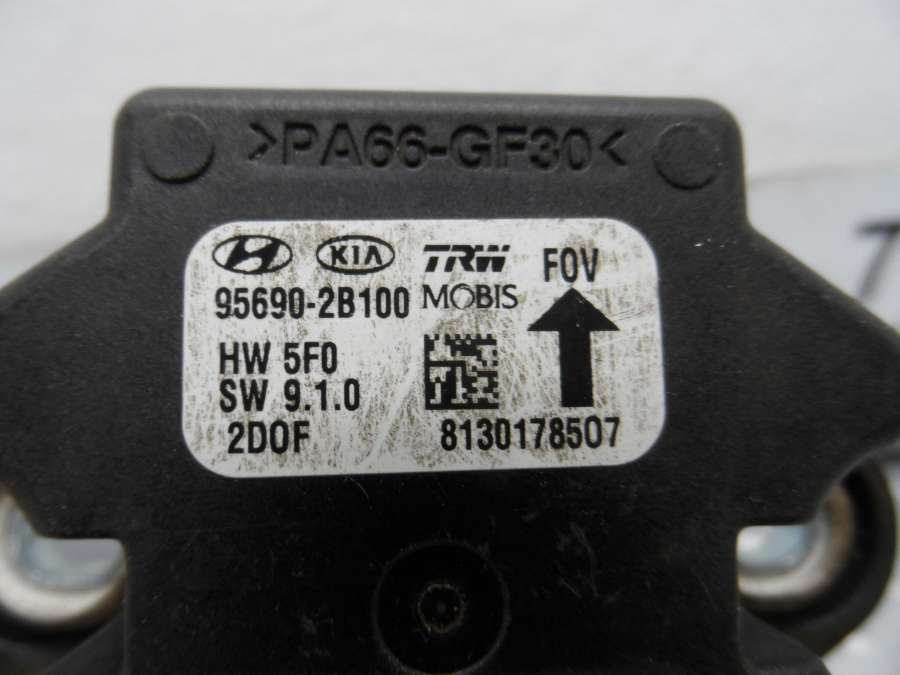 >PA66-GF30<
KIA TRW FOV
95690-2B100 MOBIS
HW 5F0
SW 9.1.0
2DOF 8130178507